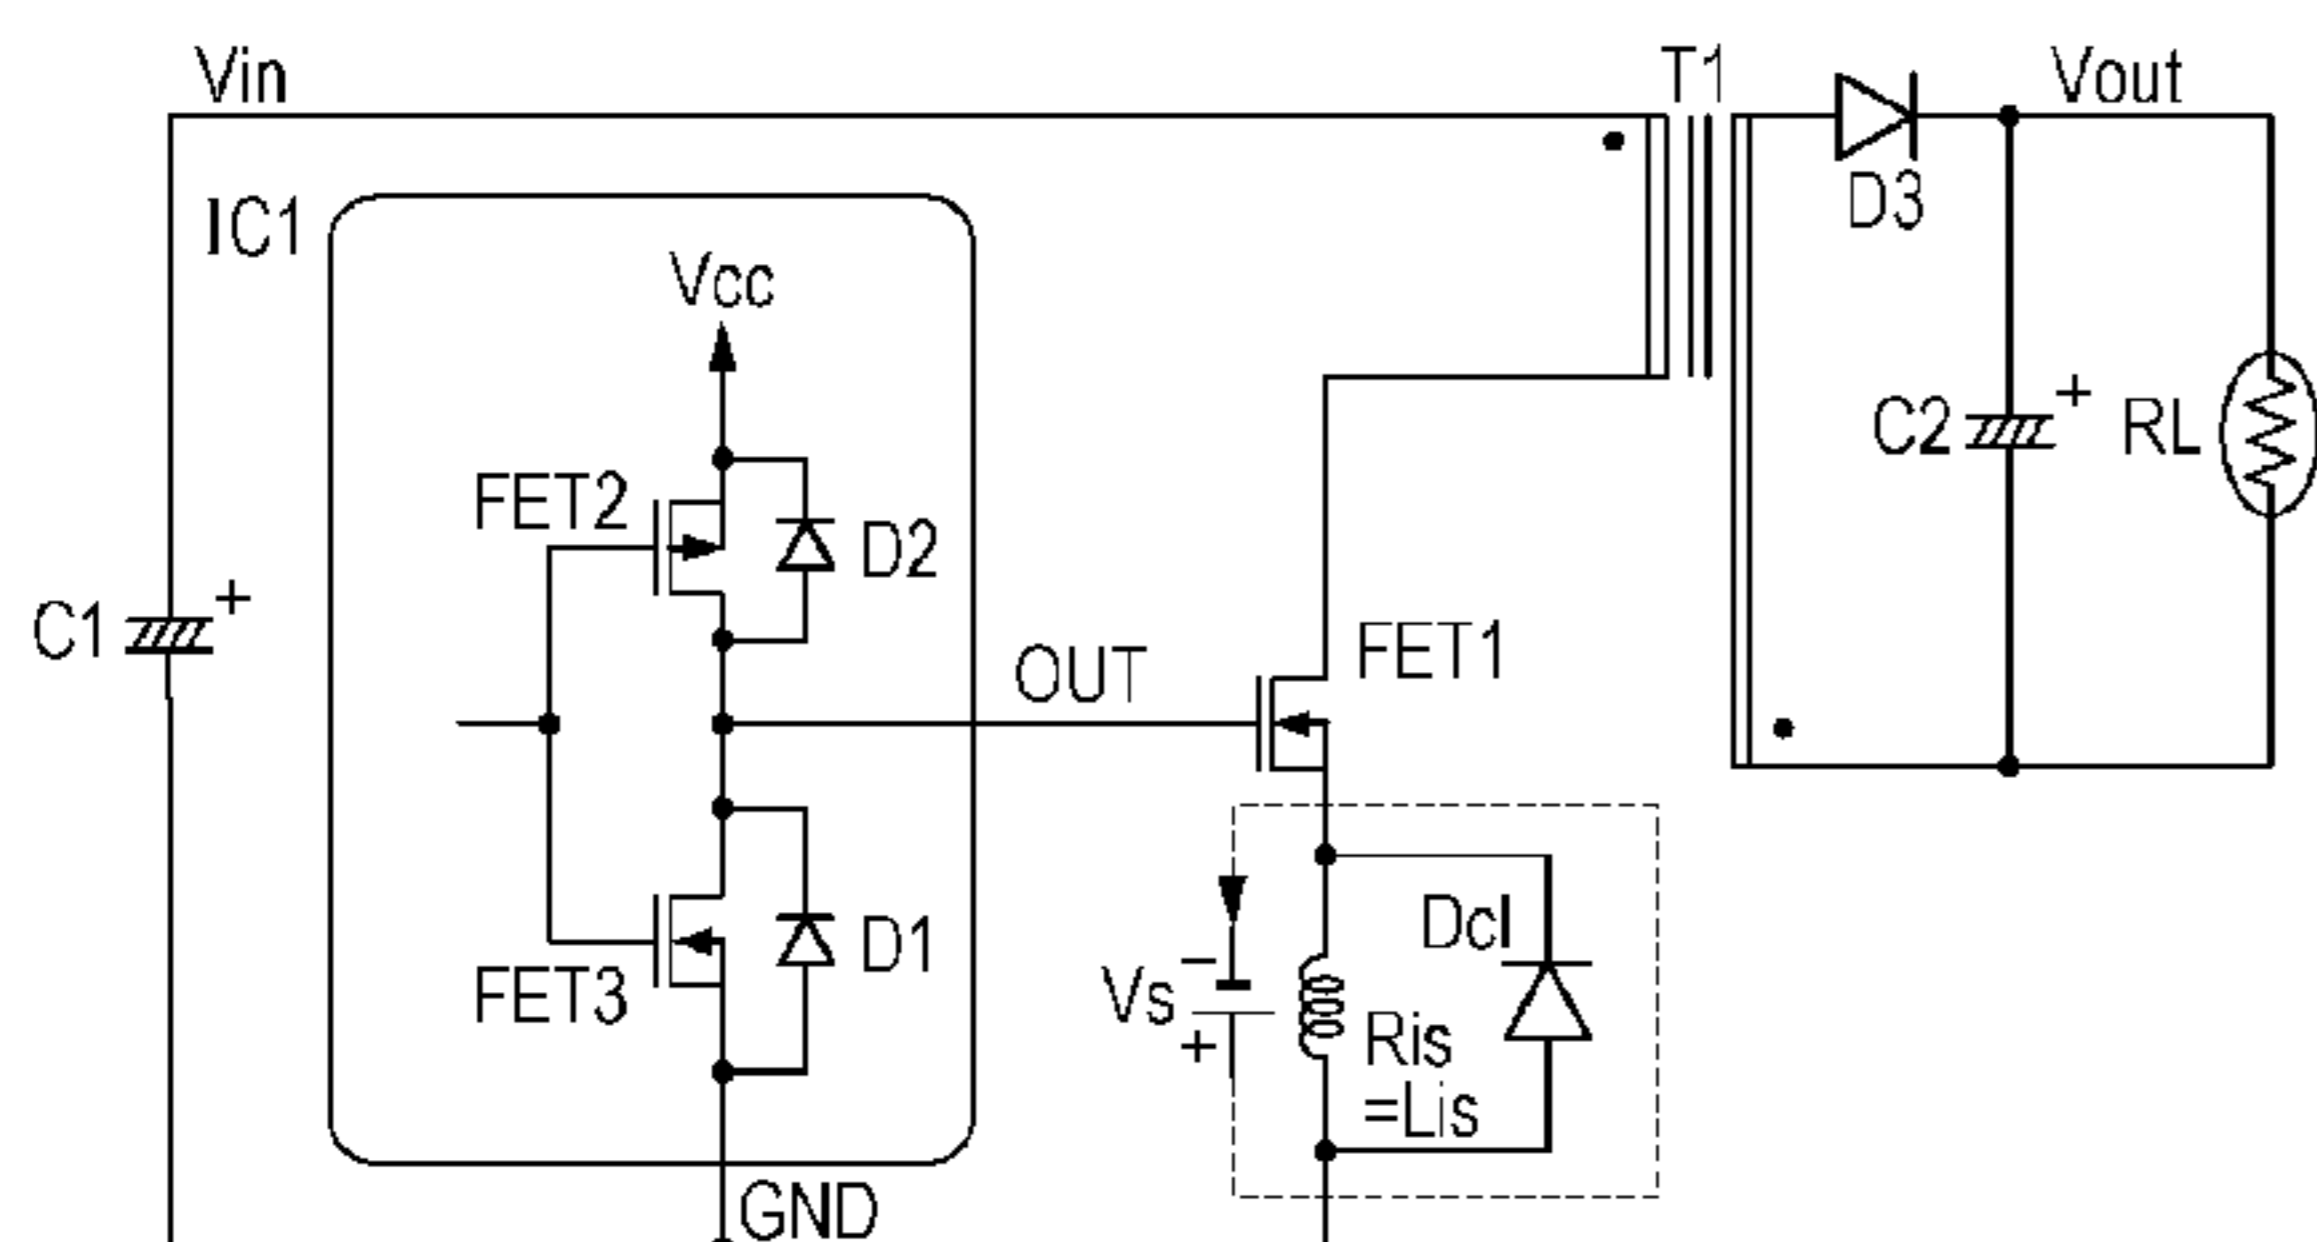 Vin
T1
Vout
IC1
D3
Vcc
FET2
D2
C2
+
RL
C1
+
OUT
FET1
FET3
D1
Vs
−
+
Dcl
Ris
=Lis
GND